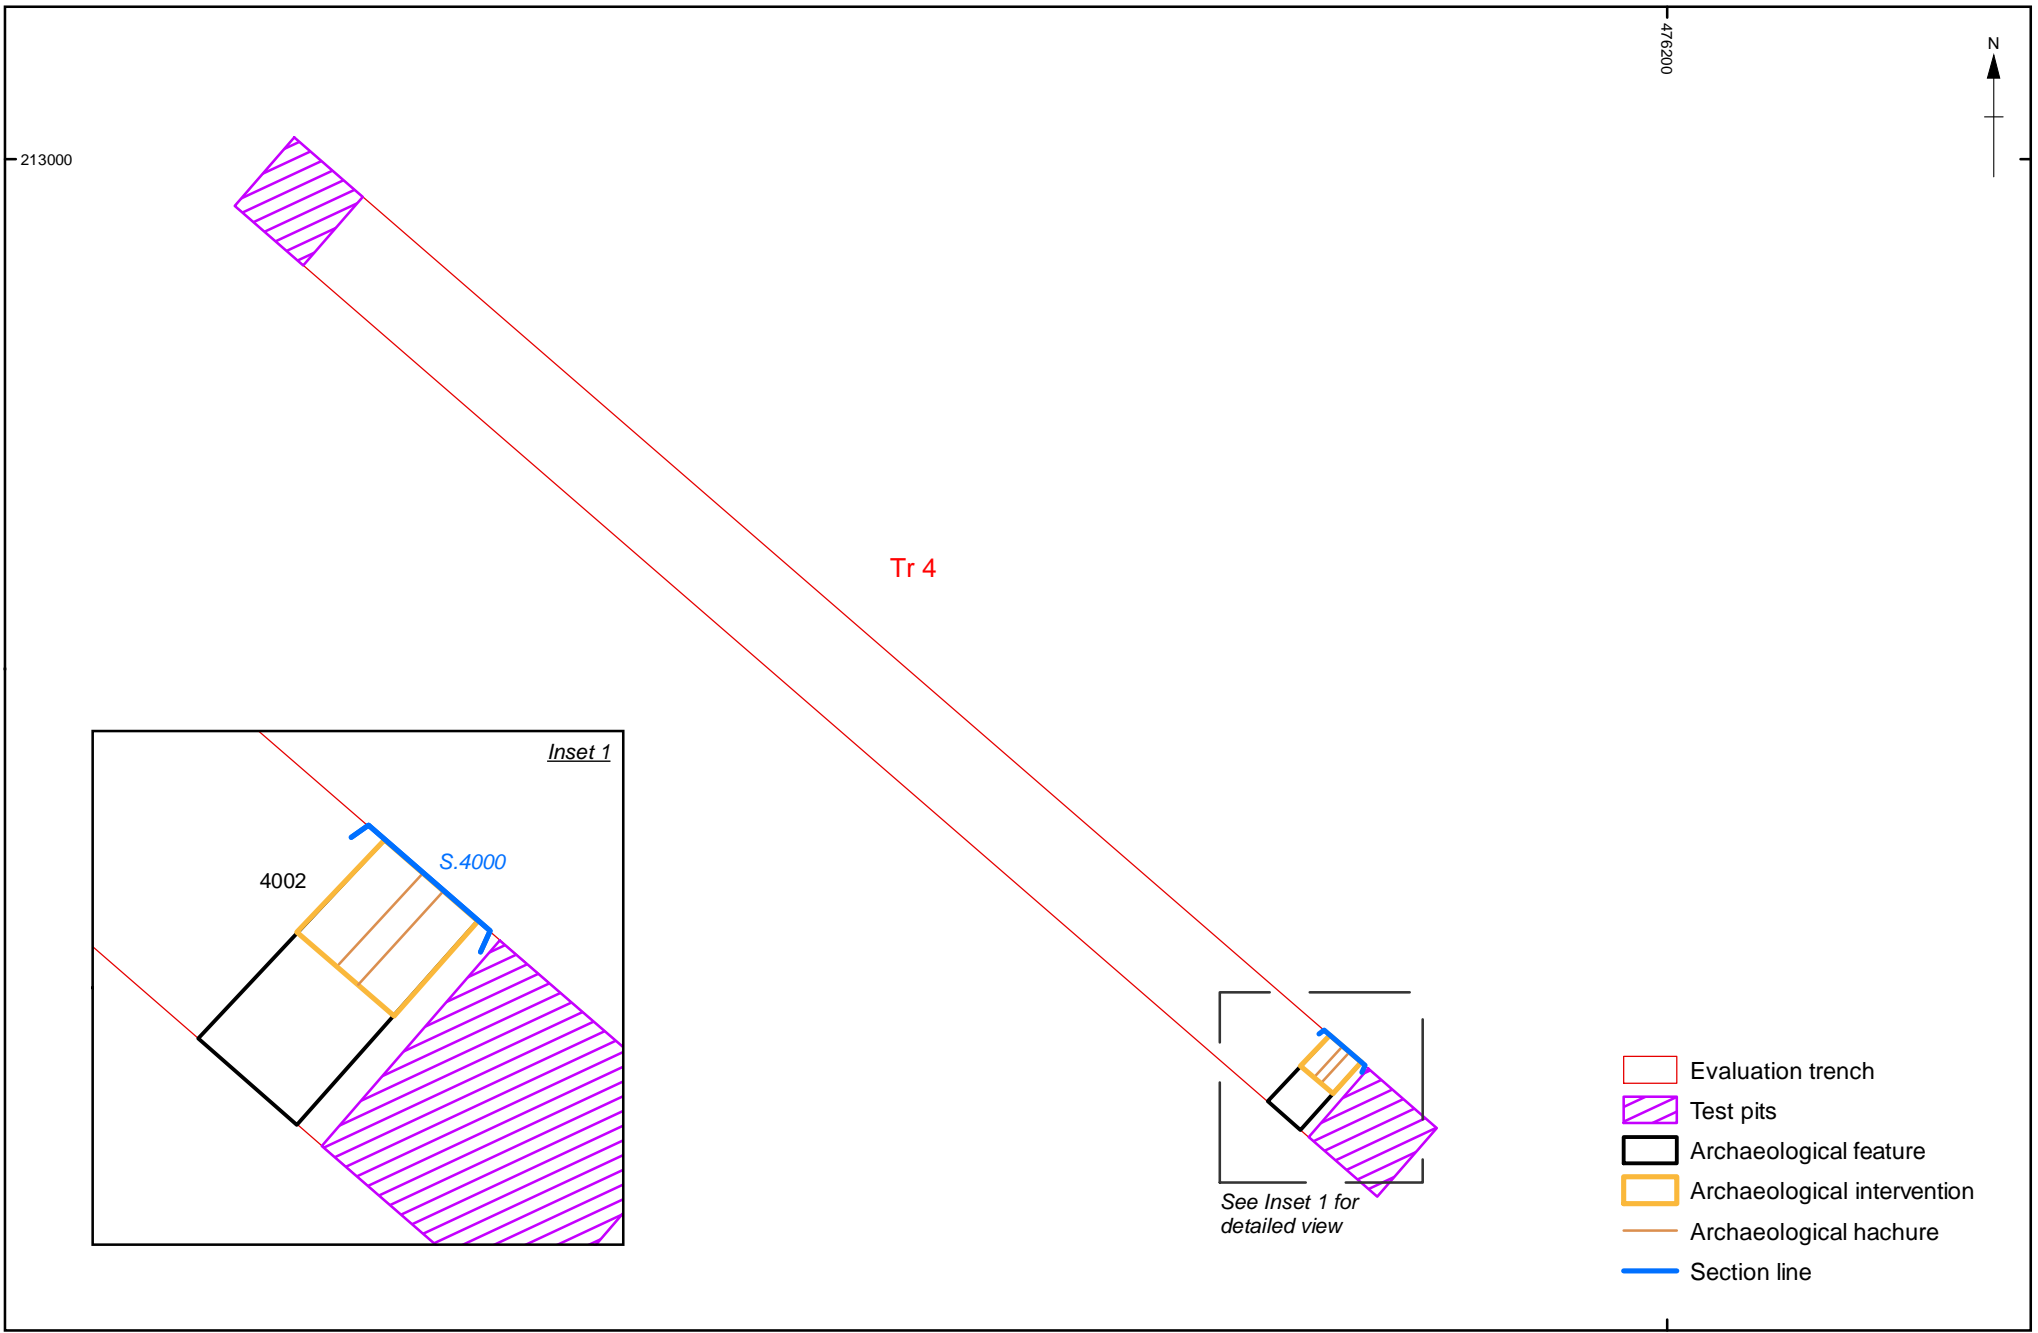 476200
N
213000
Tr 4
Inset 1
S.4000
4002
See Inset 1 for
detailed view
Evaluation trench
Test pits
Archaeological feature
Archaeological intervention
Archaeological hachure
Section line